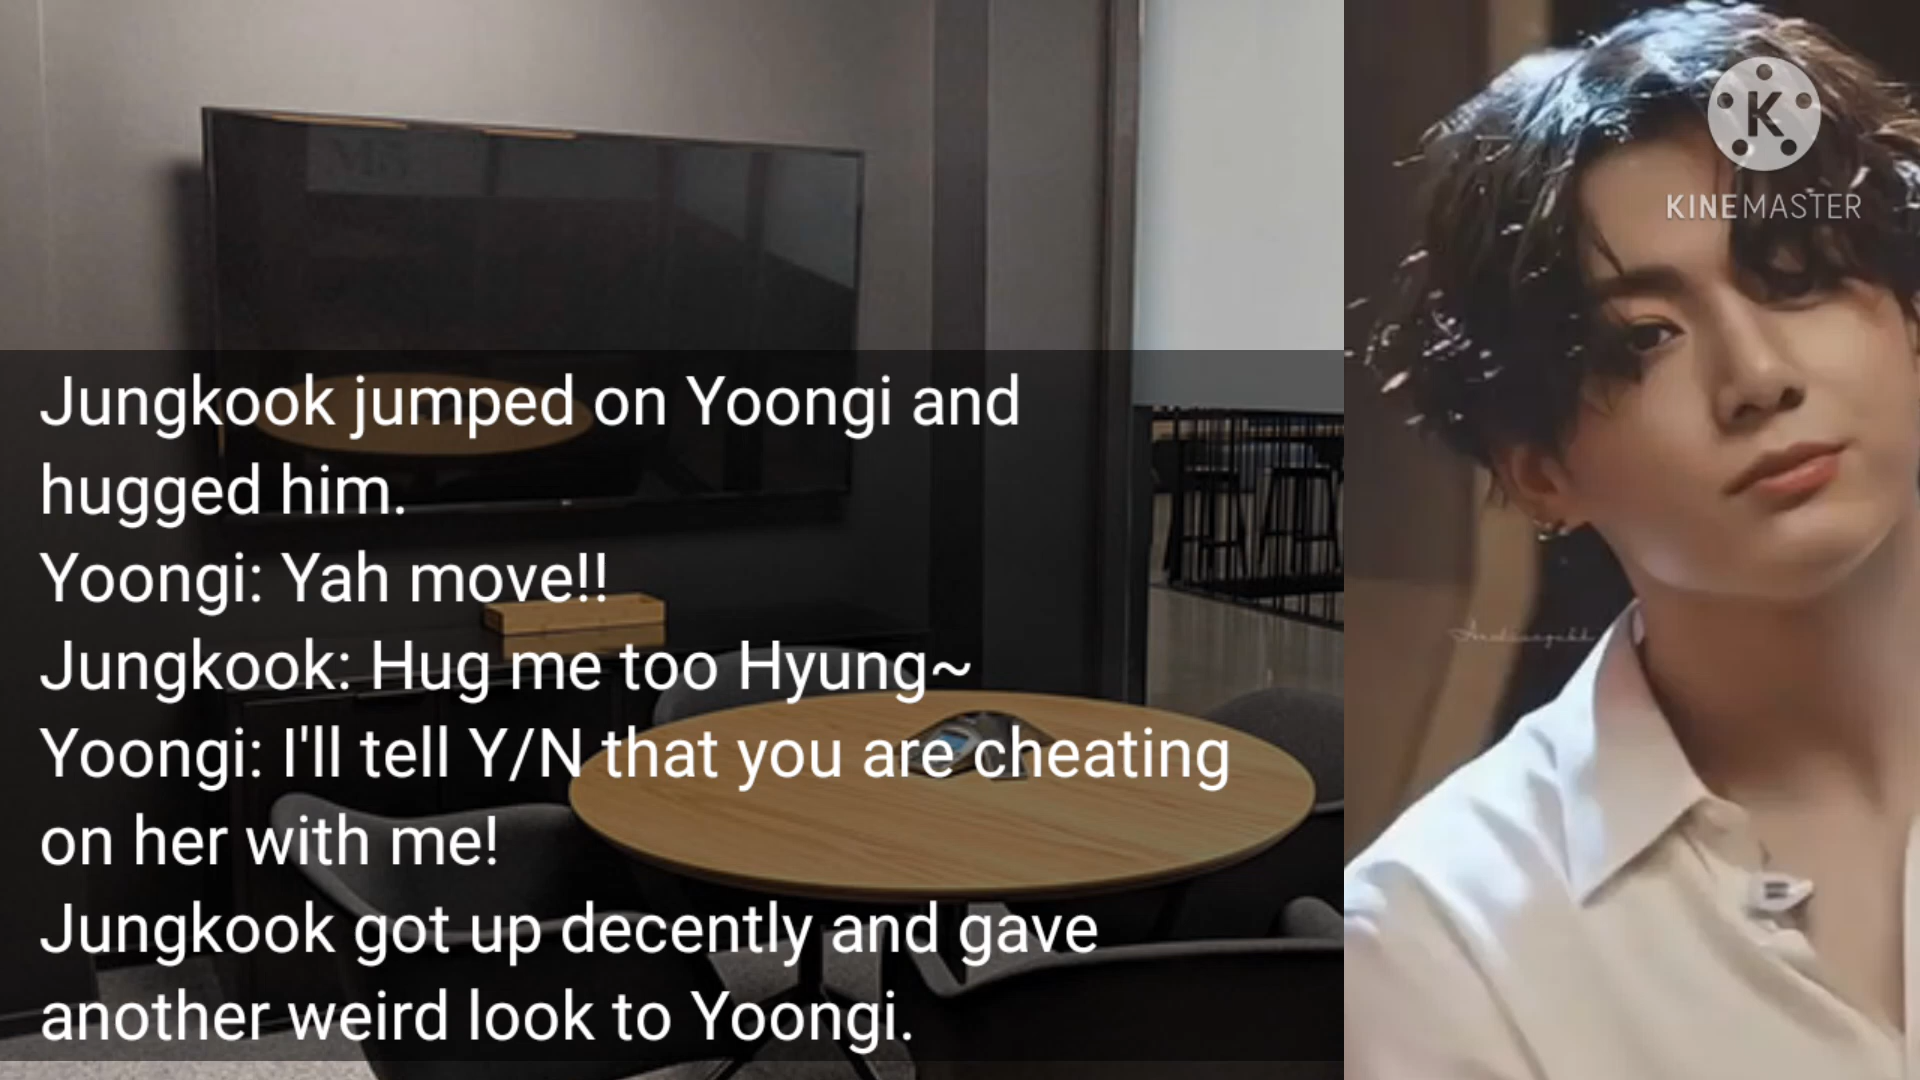 Jungkook jumped on Yoongi and
hugged him.
Yoongi: Yah move!!
Jungkook: Hug me too Hyung~
Yoongi: I'll tell Y/N that you are cheating
on her with me!
Jungkook got up decently and gave
another weird look to Yoongi.
K
KINEMASTER